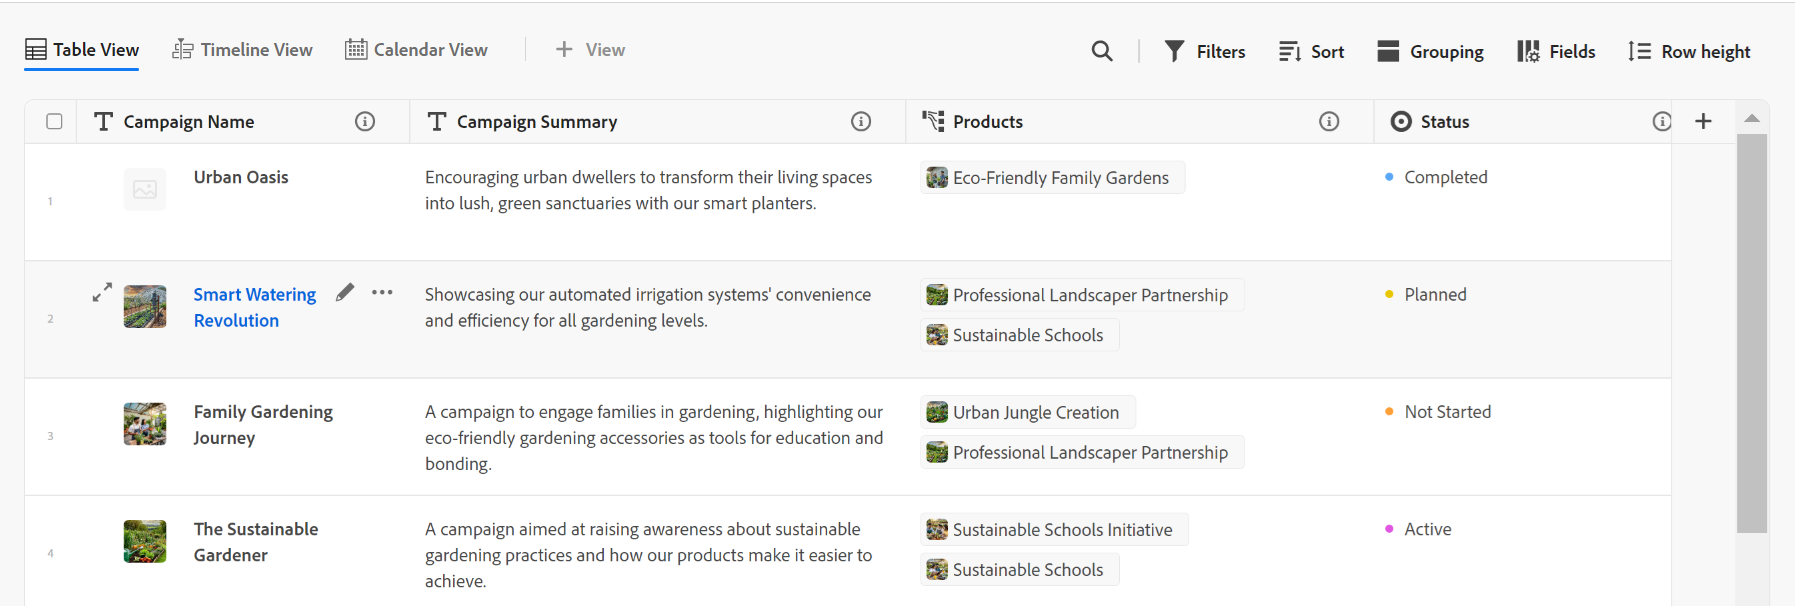 Table View Timeline View Calendar View View Filters Sort Grouping Fields Row height
Campaign Name Campaign Summary Products Status
1 Urban Oasis Encouraging urban dwellers to transform their living spaces Eco-Friendly Family Gardens Completed
into lush, green sanctuaries with our smart planters.
2 Smart Watering Showcasing our automated irrigation systems' convenience Professional Landscaper Partnership Planned
Revolution and efficiency for all gardening levels. Sustainable Schools
3 Family Gardening A campaign to engage families in gardening, highlighting our Urban Jungle Creation Not Started
Journey eco-friendly gardening accessories as tools for education and Professional Landscaper Partnership
bonding.
4 The Sustainable A campaign aimed at raising awareness about sustainable Sustainable Schools Initiative Active
Gardener gardening practices and how our products make it easier to Sustainable Schools
achieve.